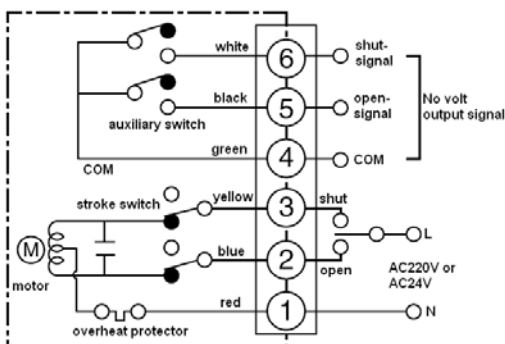 white
6
shut-
signal
black
5
open-
signal
No volt
output signal
auxiliary switch
green
4
COM
COM
stroke switch
yellow
3
shut
L
M
blue
2
open
AC220V or
AC24V
motor
red
1
N
overheat protector